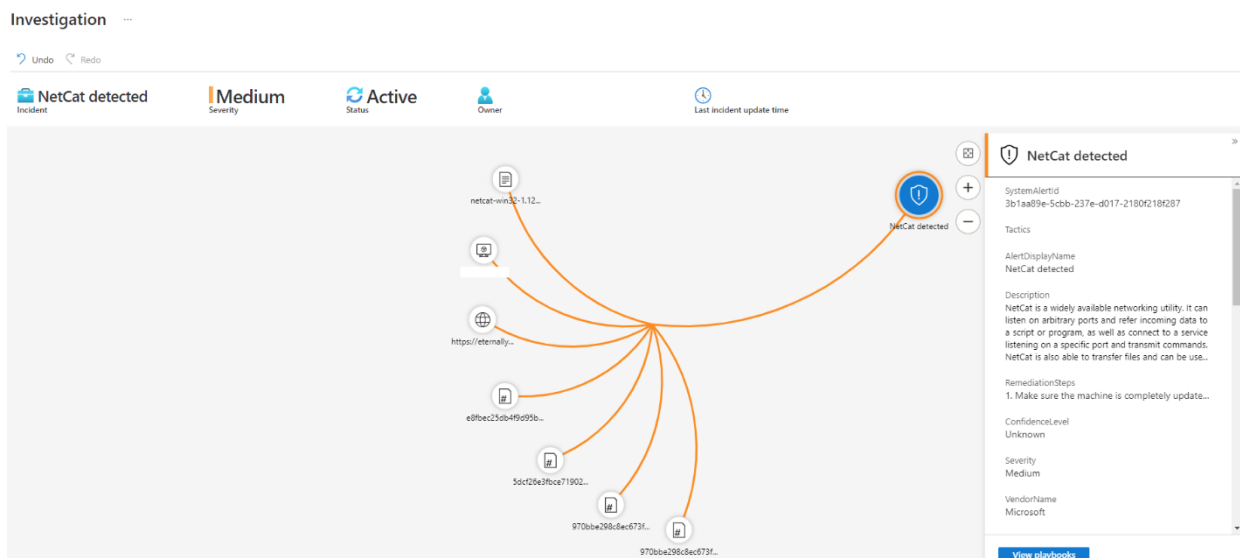 Investigation ...
Undo Redo
NetCat detected
Incident
Medium
Severity
Active
Status
Owner
Last incident update time
netcat-win32-1.12...
https://eternally...
e8fbec25db4f9d95b...
5dcf26e3fbce71902...
970bbe298c8ec673f...
970bbe298c8ec673f...
NetCat detected
»
NetCat detected
SystemAlertId
3b1aa89e-5cbb-237e-d017-2180f218f287
Tactics
AlertDisplayName
NetCat detected
Description
NetCat is a widely available networking utility. It can
listen on arbitrary ports and refer incoming data to
a script or program, as well as connect to a service
listening on a specific port and transmit commands.
NetCat is also able to transfer files and can be use...
RemediationSteps
1. Make sure the machine is completely update...
ConfidenceLevel
Unknown
Severity
Medium
VendorName
Microsoft
View playbooks